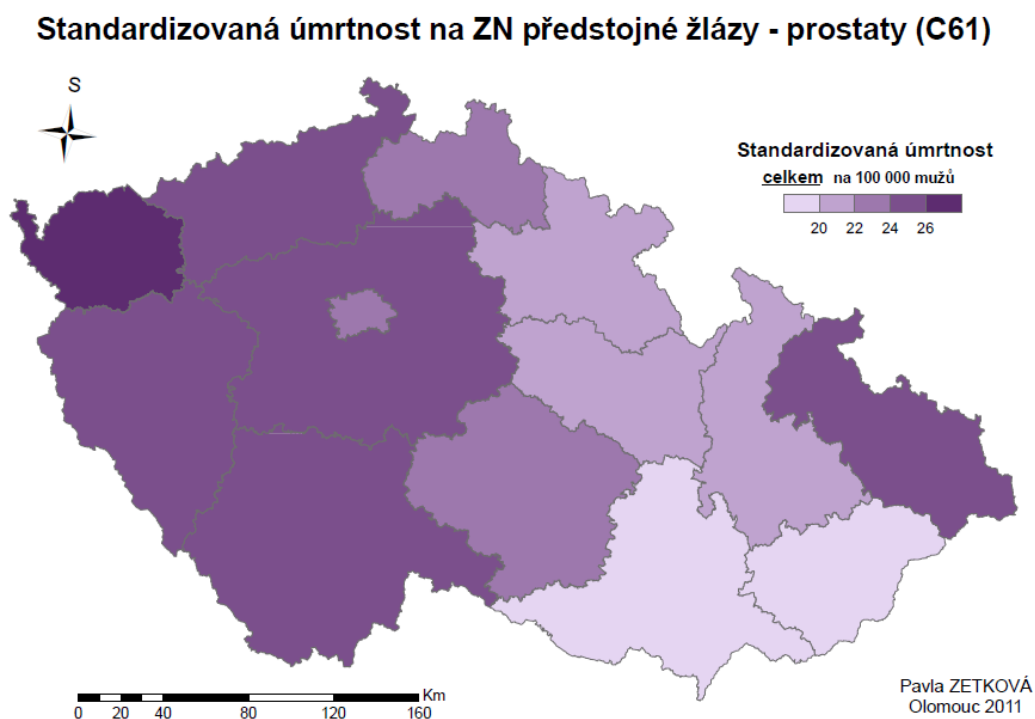 Standardizovaná úmrtnost na ZN předstojné žlázy - prostaty (C61)
S
Standardizovaná úmrtnost
celkem na 100 000 mužů
20 22 24 26
Km
0 20 40 80 120 160
Pavla ZETKOVÁ
Olomouc 2011